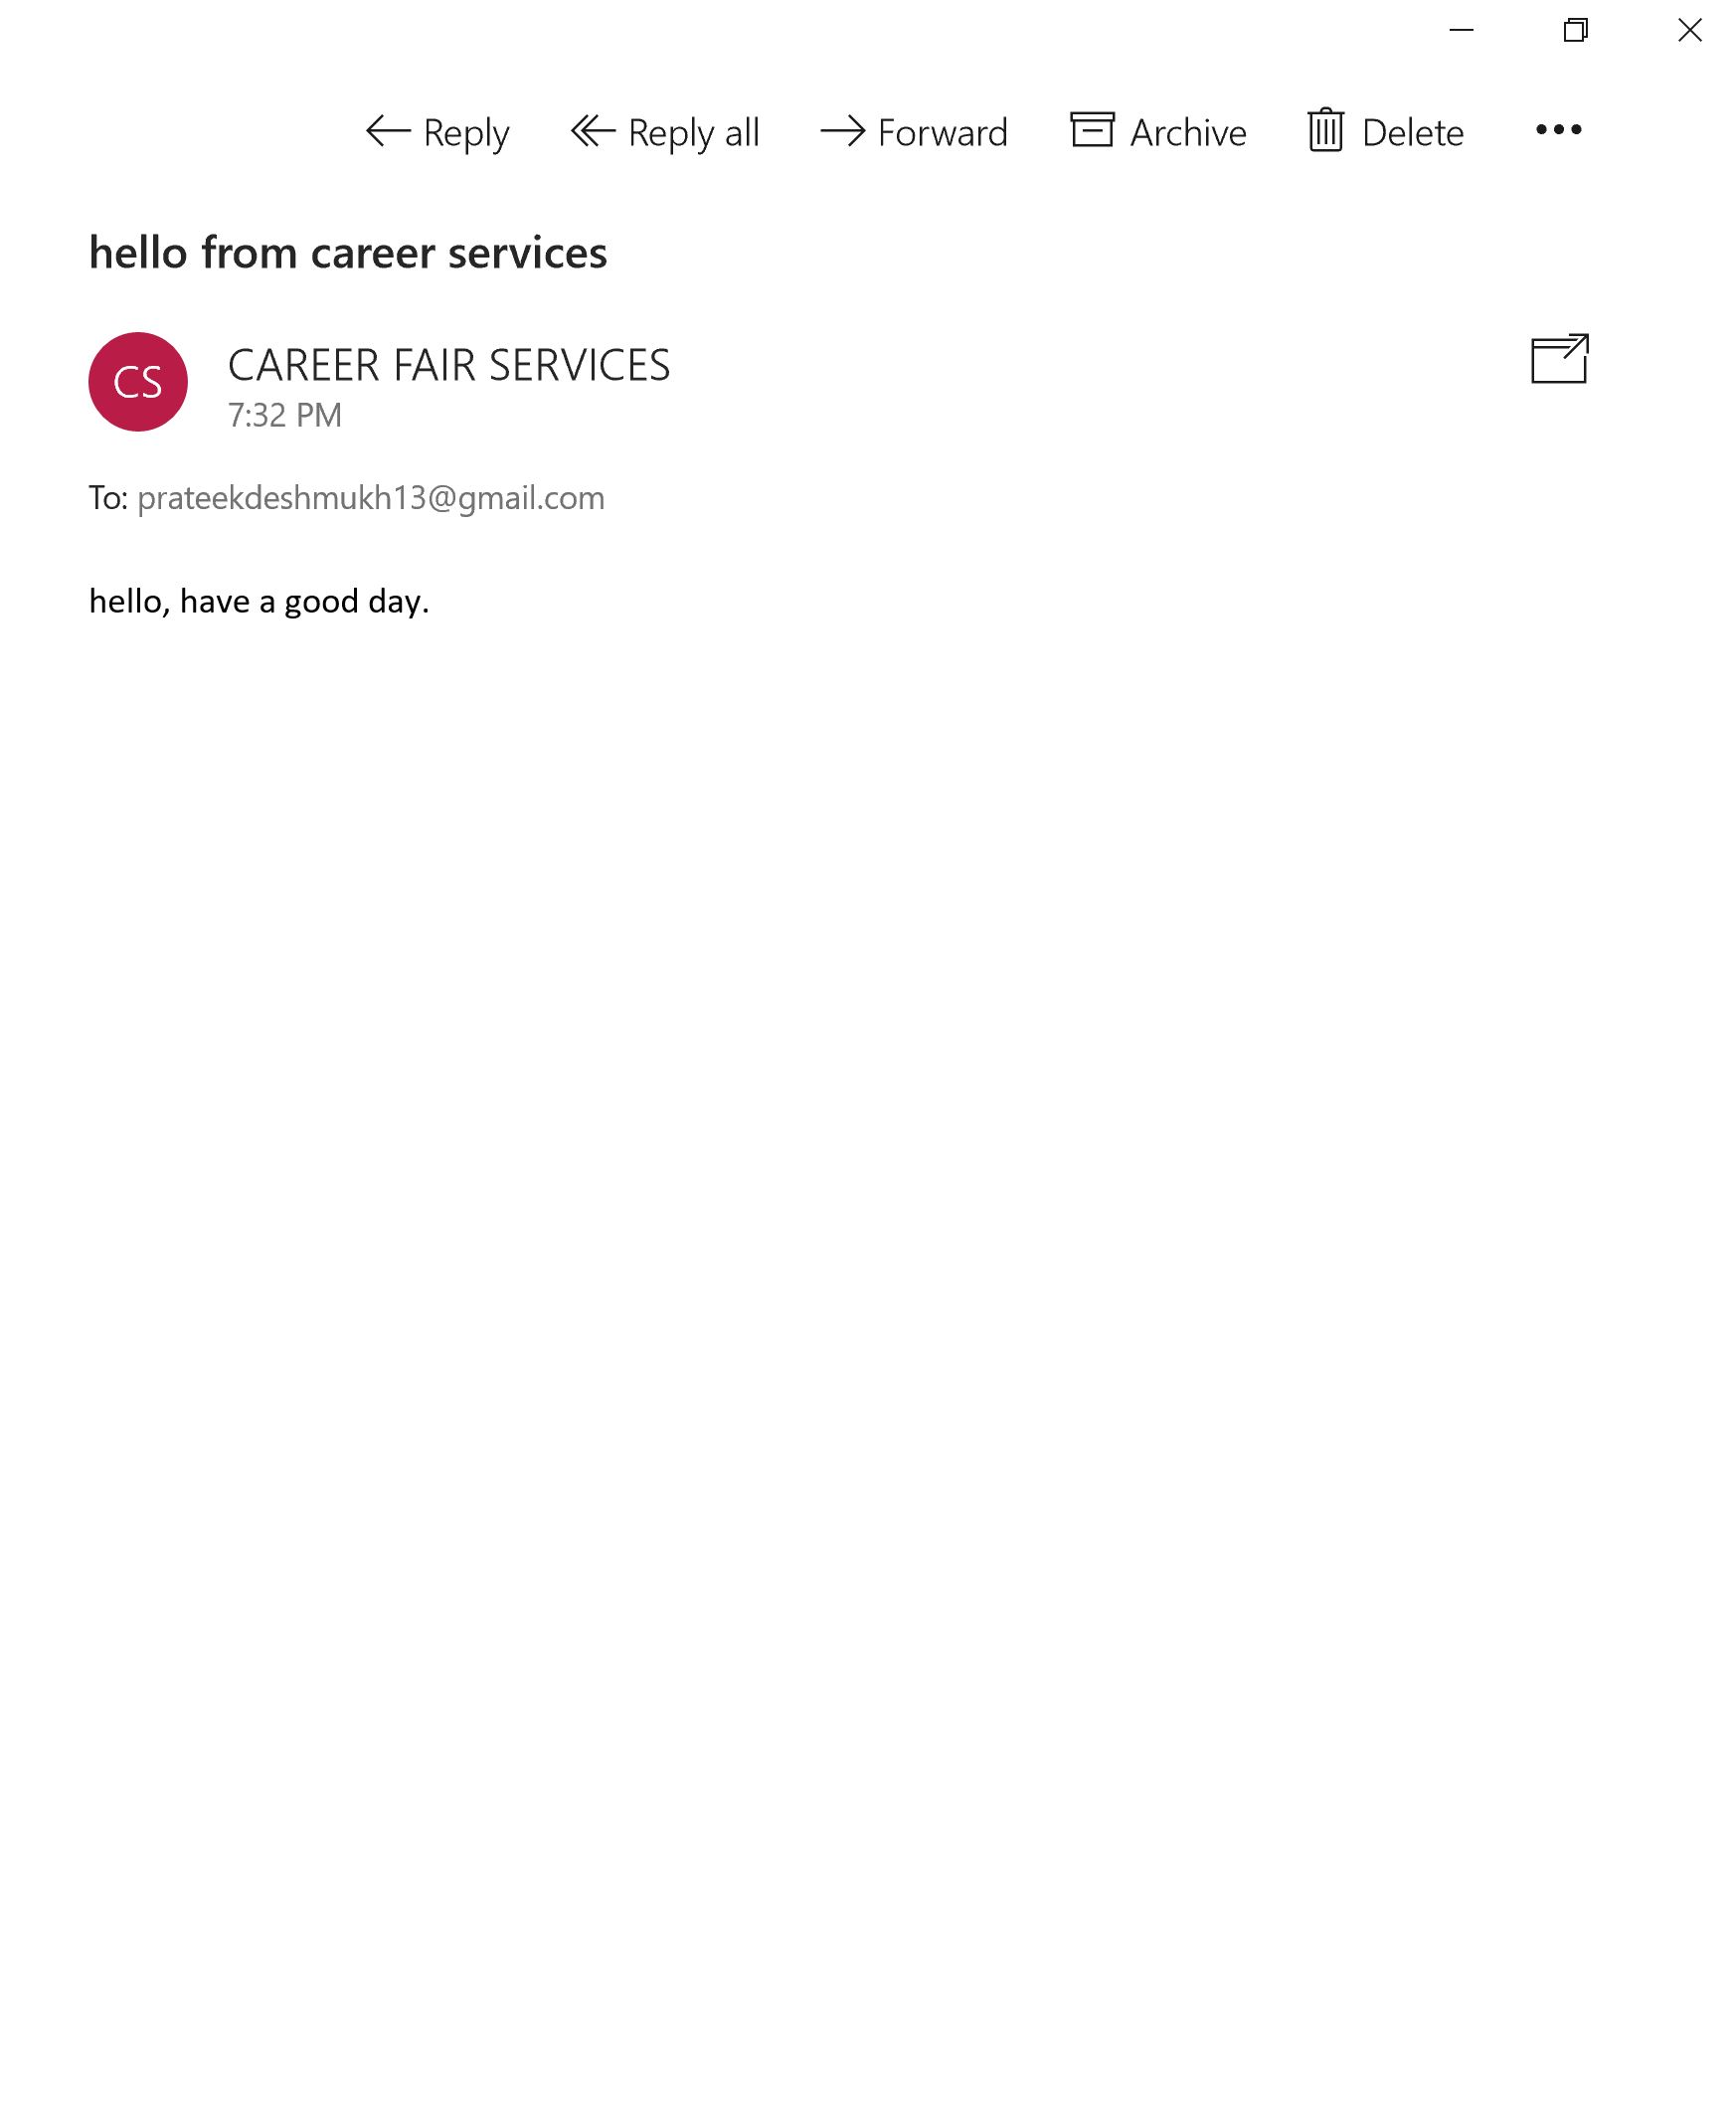 Reply Reply all Forward Archive Delete
hello from career services
CS
CAREER FAIR SERVICES
7:32 PM
To: prateekdeshmukh13@gmail.com
hello, have a good day.